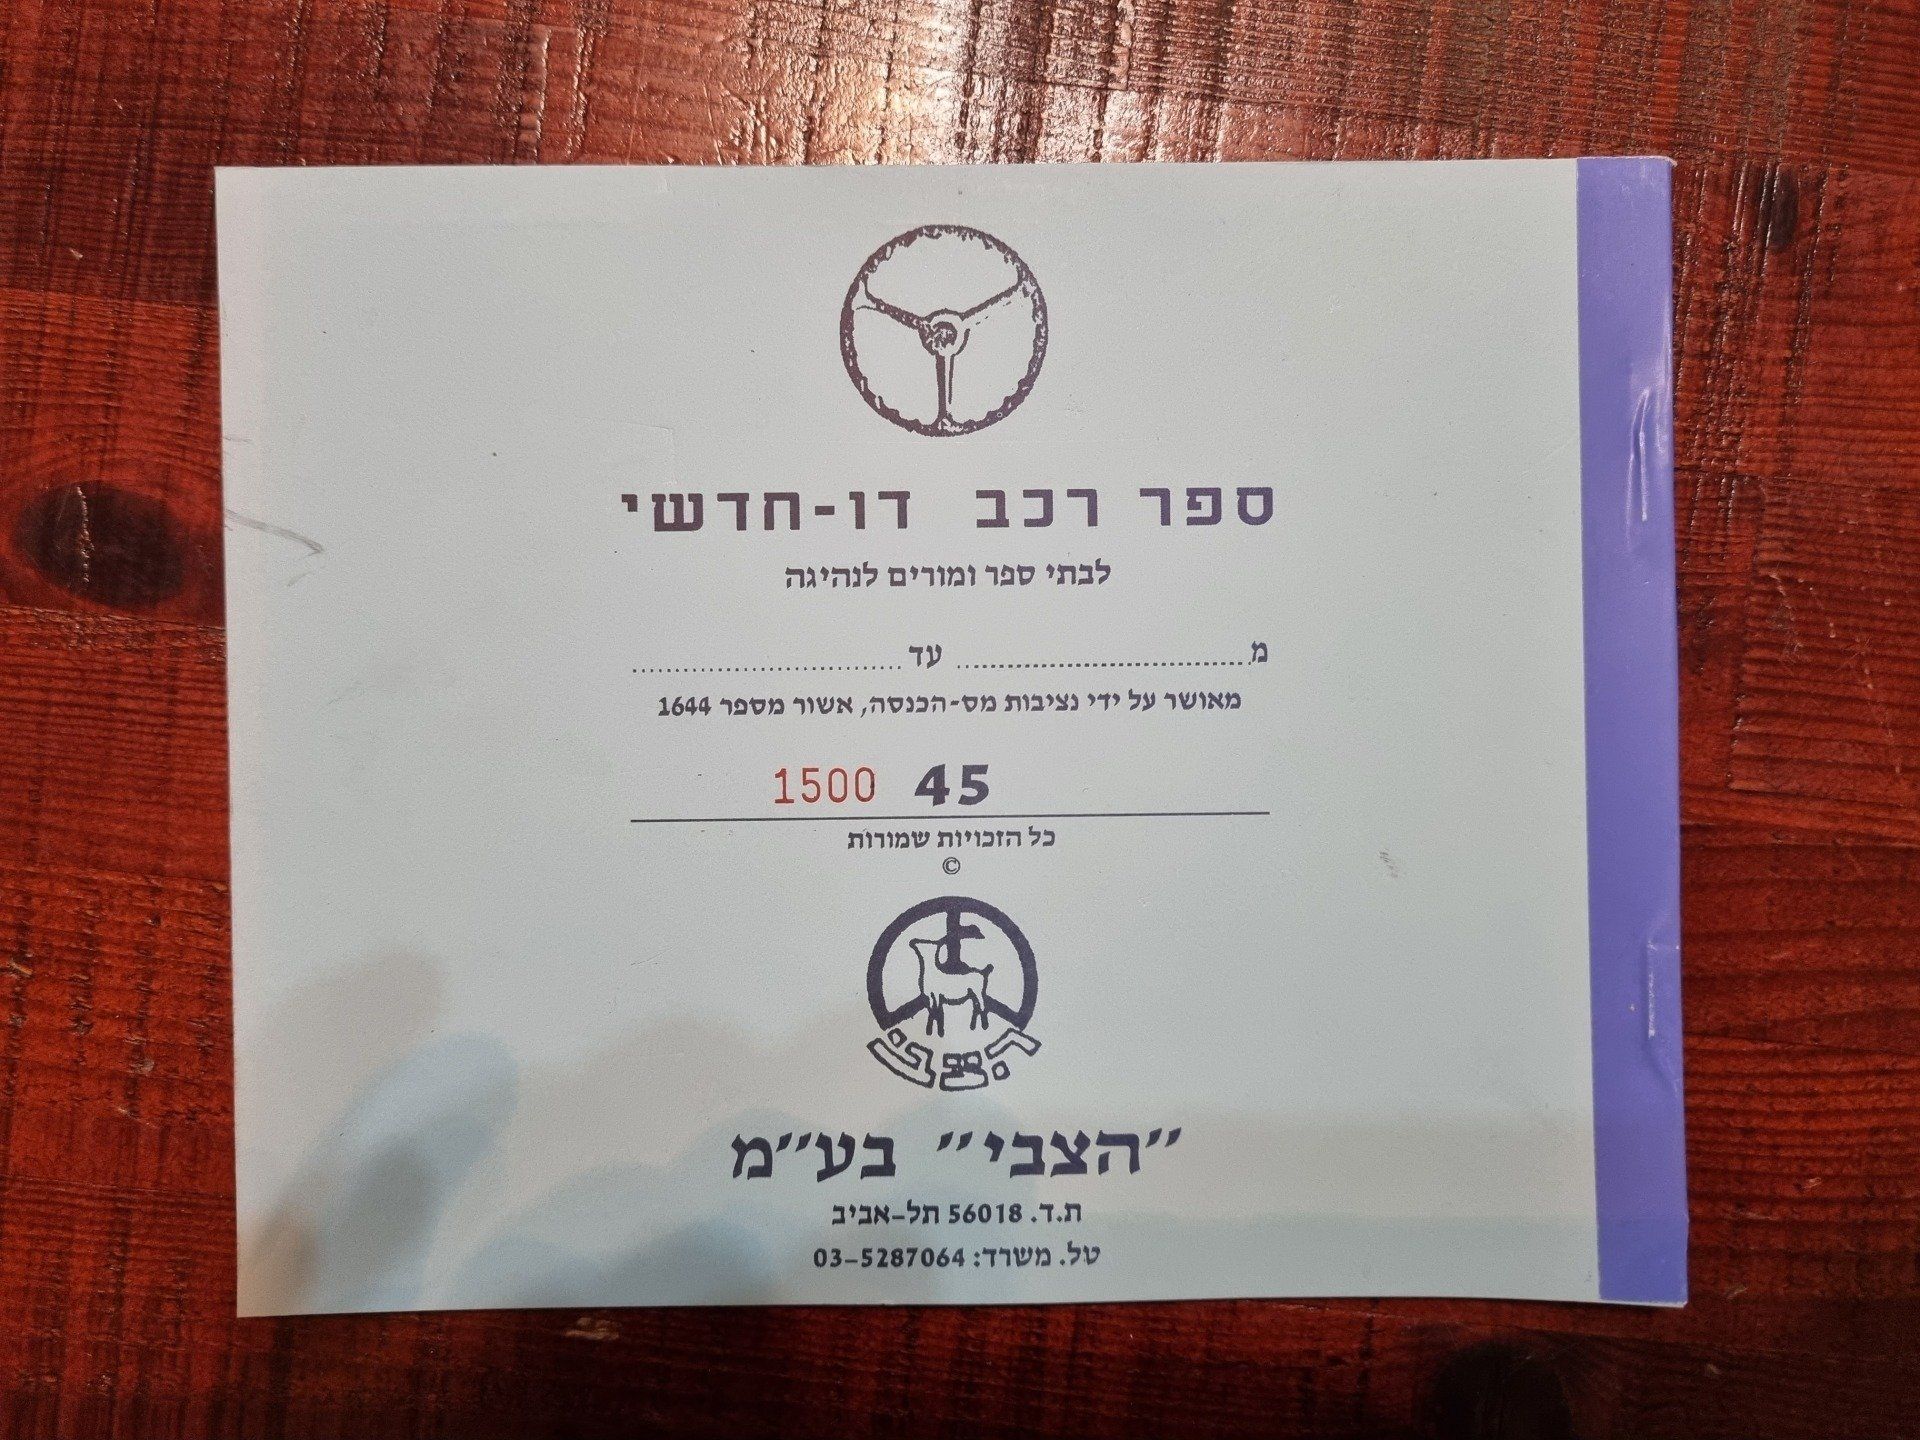 ספר רכב דו-חדשי
לבתי ספר ומורים לנהיגה
מ.................................... עד ....................................
מאושר על ידי נציבות מס-הכנסה, אשור מספר 1644
45 1500
כל הזכויות שמורות
©
הצבי
״הצבי״ בע״מ
ת.ד. 56018 תל-אביב
טל. משרד: 03-5287064